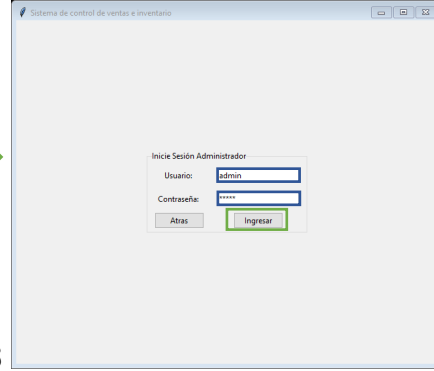 Sistema de control de ventas e inventario
Inicie Sesión Administrador
Usuario:
admin
Contraseña:
*****
Atras
Ingresar